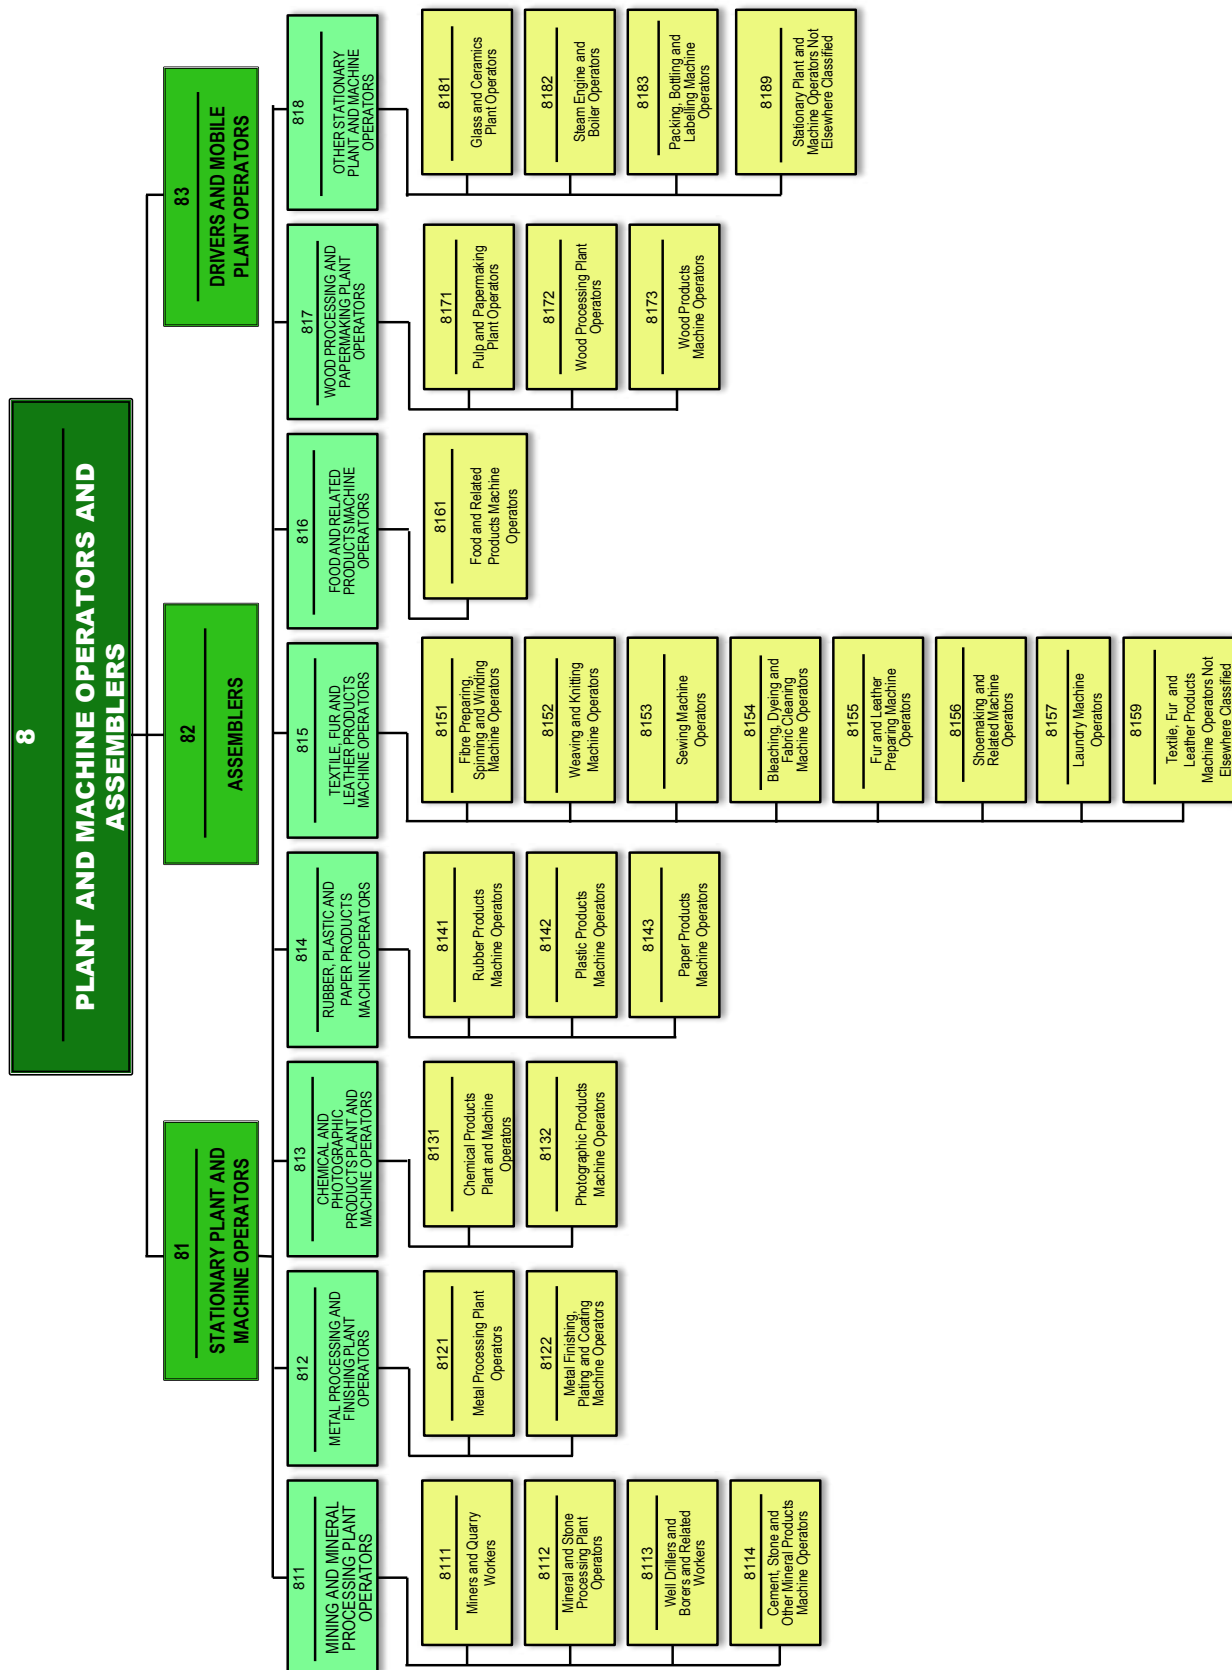 8
PLANT AND MACHINE OPERATORS AND
ASSEMBLERS
81
STATIONARY PLANT AND
MACHINE OPERATORS
82
ASSEMBLERS
83
DRIVERS AND MOBILE
PLANT OPERATORS
811
MINING AND MINERAL
PROCESSING PLANT
OPERATORS
812
METAL PROCESSING AND
FINISHING PLANT
OPERATORS
813
CHEMICAL AND
PHOTOGRAPHIC
PRODUCTS PLANT AND
MACHINE OPERATORS
814
RUBBER, PLASTIC AND
PAPER PRODUCTS
MACHINE OPERATORS
815
TEXTILE, FUR AND
LEATHER PRODUCTS
MACHINE OPERATORS
816
FOOD AND RELATED
PRODUCTS MACHINE
OPERATORS
817
WOOD PROCESSING AND
PAPERMAKING PLANT
OPERATORS
818
OTHER STATIONARY
PLANT AND MACHINE
OPERATORS
8111
Miners and Quarry
Workers
8112
Mineral and Stone
Processing Plant
Operators
8113
Well Drillers and
Borers and Related
Workers
8114
Cement, Stone and
Other Mineral Products
Machine Operators
8121
Metal Processing Plant
Operators
8122
Metal Finishing,
Plating and Coating
Machine Operators
8131
Chemical Products
Plant and Machine
Operators
8132
Photographic Products
Machine Operators
8141
Rubber Products
Machine Operators
8142
Plastic Products
Machine Operators
8143
Paper Products
Machine Operators
8151
Fibre Preparing,
Spinning and Winding
Machine Operators
8152
Weaving and Knitting
Machine Operators
8153
Sewing Machine
Operators
8154
Bleaching, Dyeing and
Fabric Cleaning
Machine Operators
8155
Fur and Leather
Preparing Machine
Operators
8156
Shoemaking and
Related Machine
Operators
8157
Laundry Machine
Operators
8159
Textile, Fur and
Leather Products
Machine Operators Not
Elsewhere Classified
8161
Food and Related
Products Machine
Operators
8171
Pulp and Papermaking
Plant Operators
8172
Wood Processing Plant
Operators
8173
Wood Products
Machine Operators
8181
Glass and Ceramics
Plant Operators
8182
Steam Engine and
Boiler Operators
8183
Packing, Bottling and
Labelling Machine
Operators
8189
Stationary Plant and
Machine Operators Not
Elsewhere Classified